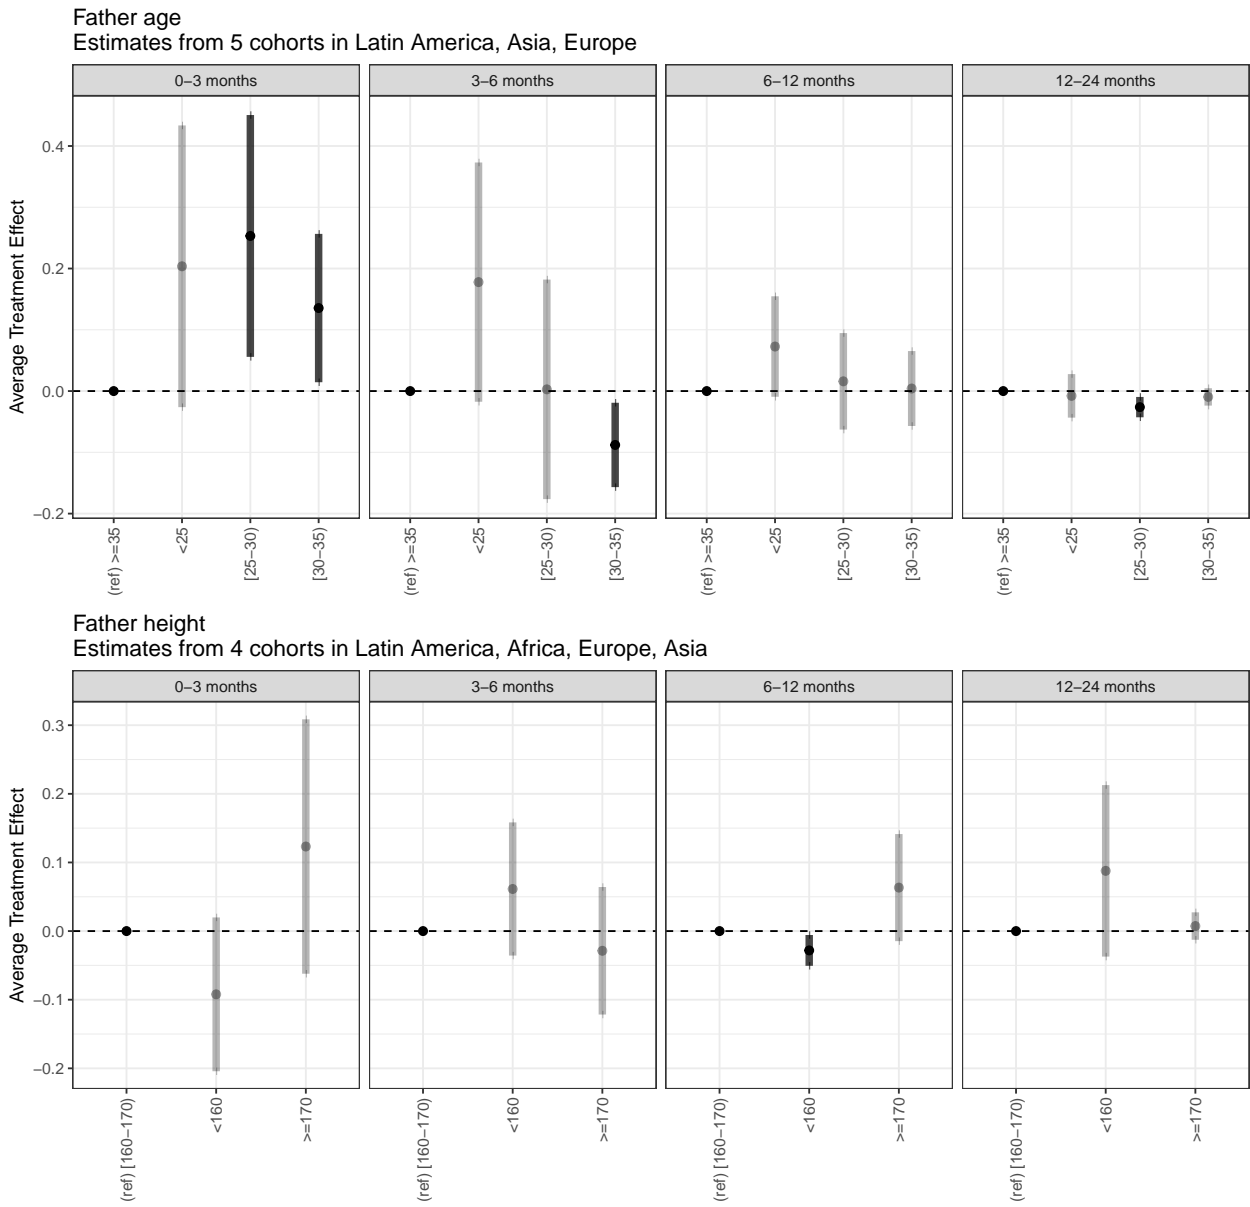 Father age
Estimates from 5 cohorts in Latin America, Asia, Europe
0–3 months
3–6 months
6–12 months
12–24 months
Average Treatment Effect
0.4
0.2
0.0
−0.2
(ref) >=35
<25
[25–30)
[30–35)
(ref) >=35
<25
[25–30)
[30–35)
(ref) >=35
<25
[25–30)
[30–35)
(ref) >=35
<25
[25–30)
[30–35)
Father height
Estimates from 4 cohorts in Latin America, Africa, Europe, Asia
0–3 months
3–6 months
6–12 months
12–24 months
Average Treatment Effect
0.3
0.2
0.1
0.0
−0.1
−0.2
(ref) [160–170)
<160
>=170
(ref) [160–170)
<160
>=170
(ref) [160–170)
<160
>=170
(ref) [160–170)
<160
>=170